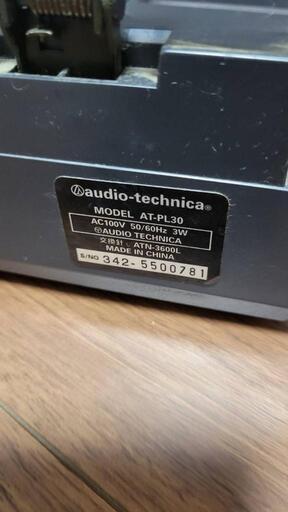 audio-technica®
MODEL AT-PL30
AC100V 50/60Hz 3W
AUDIO TECHNICA
交換針: ATN-3600L
MADE IN CHINA
S/NO 342-5500781